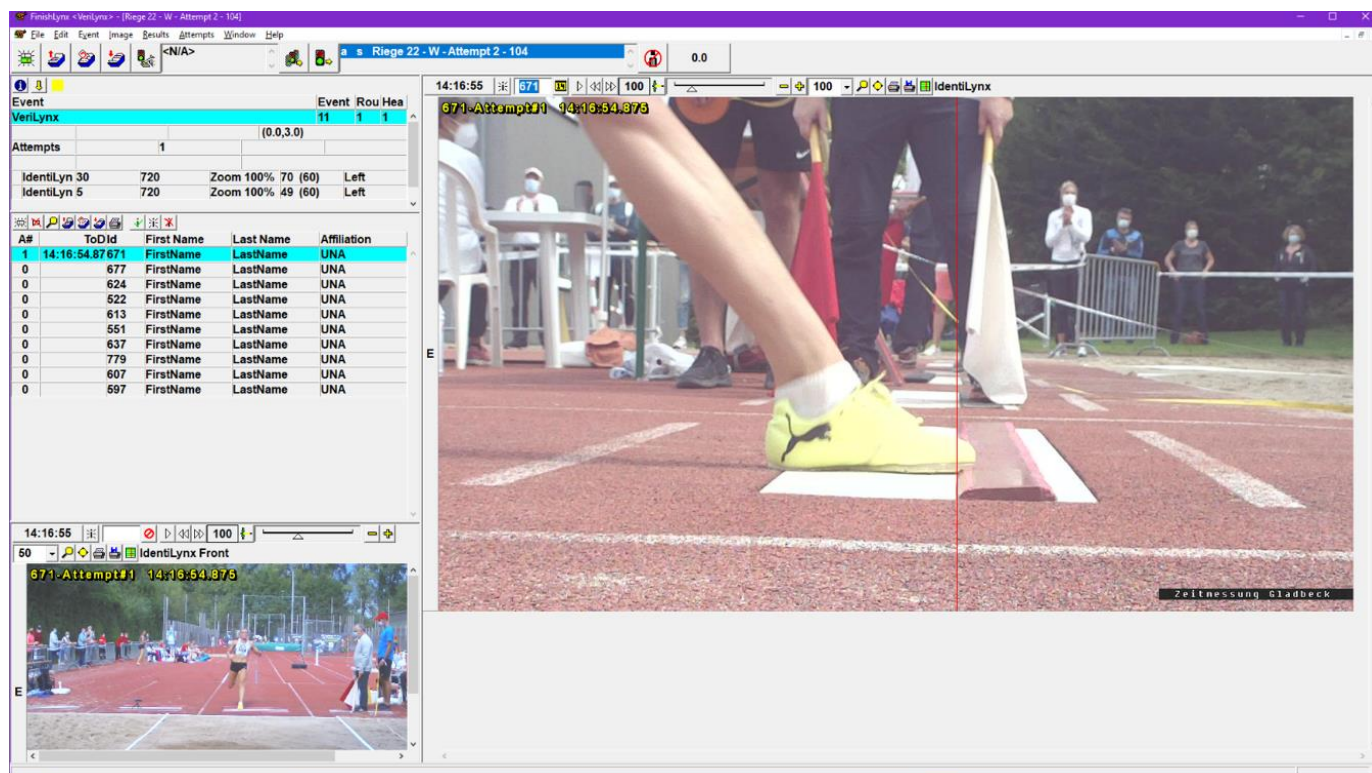 FinishLynx <VeriLynx> - [Riege 22 - W - Attempt 2 - 104]
File Edit Event Image Results Attempts Window Help
<N/A>
a s Riege 22 - W - Attempt 2 - 104
0.0
Event Event Rou Hea
VeriLynx 11 1 1
(0.0,3.0)
Attempts 1
IdentiLyn 30 720 Zoom 100% 70 (60) Left
IdentiLyn 5 720 Zoom 100% 49 (60) Left
A# ToD Id First Name Last Name Affiliation
1 14:16:54.87 671 FirstName LastName UNA
0 677 FirstName LastName UNA
0 624 FirstName LastName UNA
0 522 FirstName LastName UNA
0 613 FirstName LastName UNA
0 551 FirstName LastName UNA
0 637 FirstName LastName UNA
0 779 FirstName LastName UNA
0 607 FirstName LastName UNA
0 597 FirstName LastName UNA
14:16:55 100
50 IdentiLynx Front
671-Attempt#1 14:16:54.875
E
14:16:55 671 100 100 IdentiLynx
671-Attempt#1 14:16:54.875
E
Zeitmessung Gladbeck